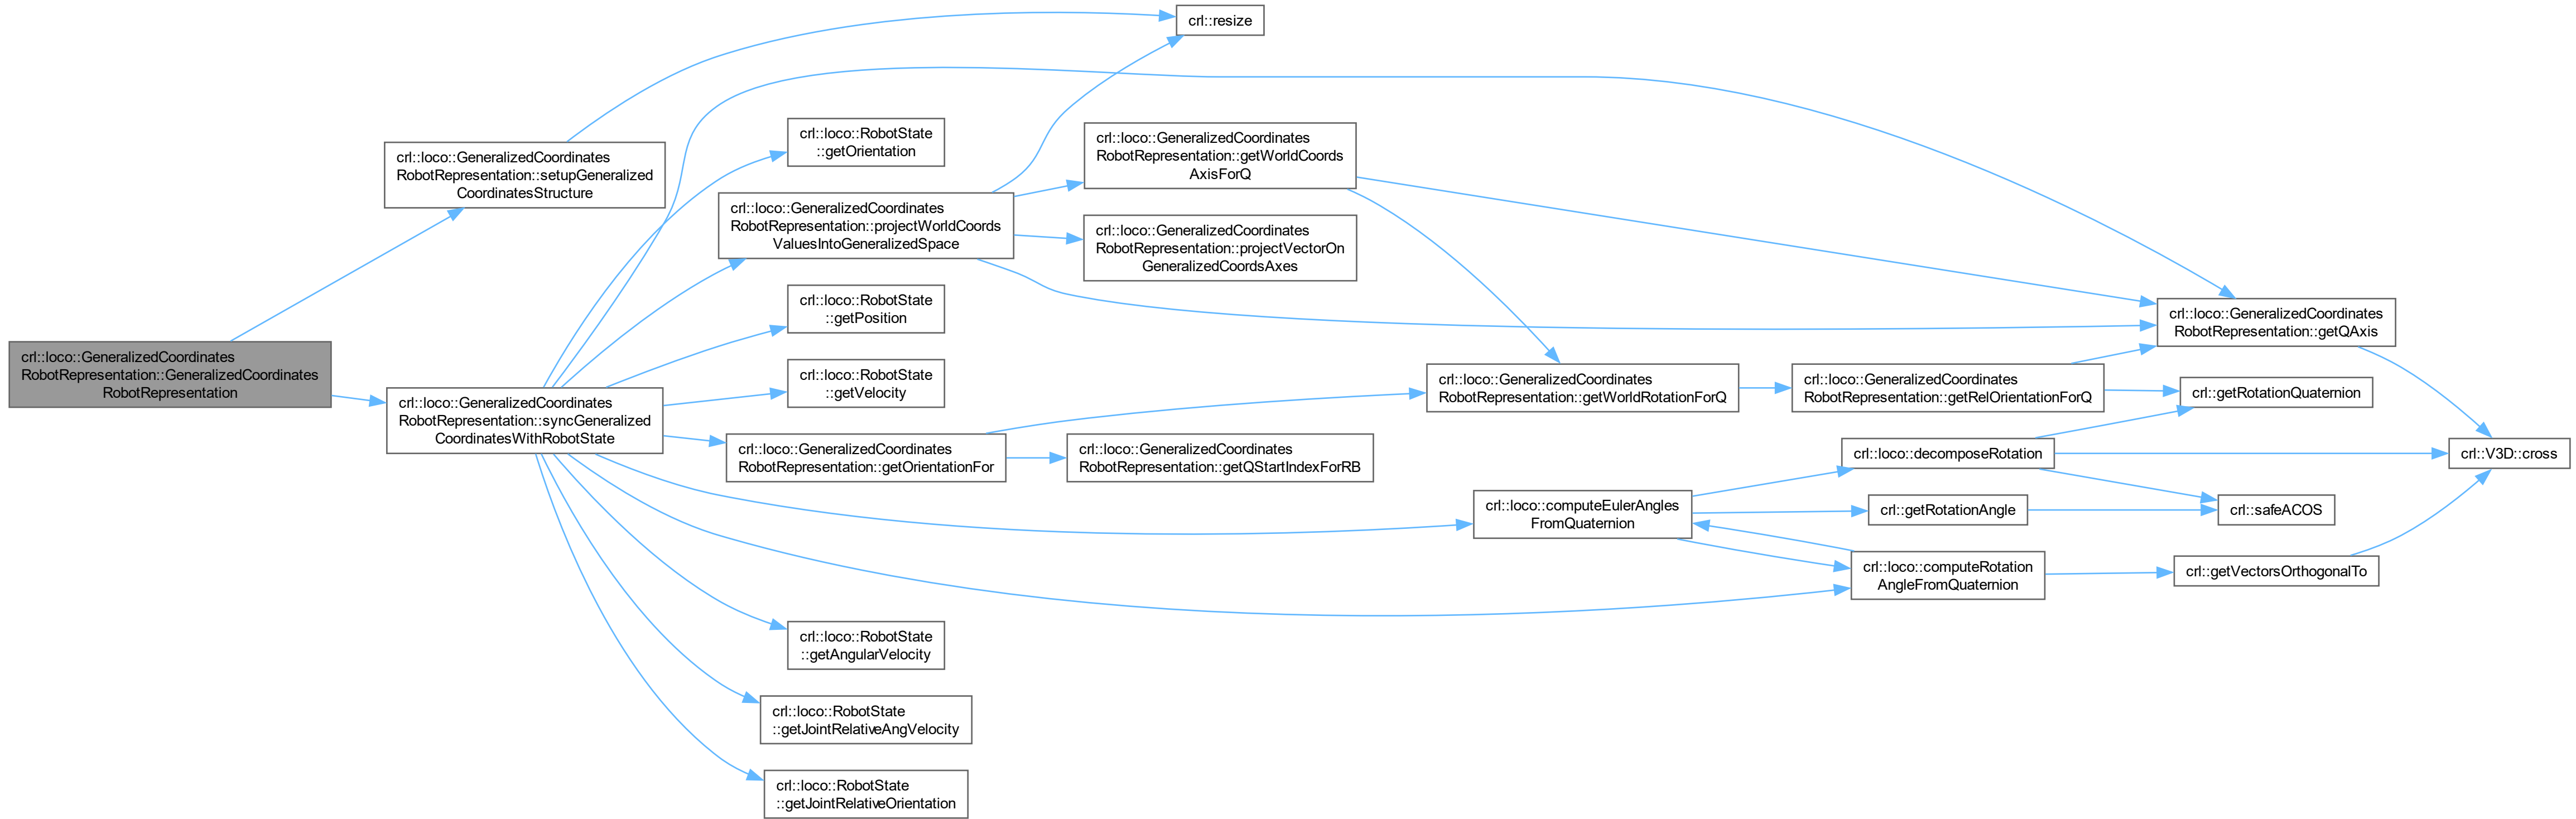 crl::loco::GeneralizedCoordinates
RobotRepresentation::GeneralizedCoordinates
RobotRepresentation
crl::loco::GeneralizedCoordinates
RobotRepresentation::setupGeneralized
CoordinatesStructure
crl::loco::GeneralizedCoordinates
RobotRepresentation::syncGeneralized
CoordinatesWithRobotState
crl::resize
crl::loco::RobotState
::getOrientation
crl::loco::GeneralizedCoordinates
RobotRepresentation::projectWorldCoords
ValuesIntoGeneralizedSpace
crl::loco::RobotState
::getPosition
crl::loco::RobotState
::getVelocity
crl::loco::GeneralizedCoordinates
RobotRepresentation::getOrientationFor
crl::loco::RobotState
::getAngularVelocity
crl::loco::RobotState
::getJointRelativeAngVelocity
crl::loco::RobotState
::getJointRelativeOrientation
crl::loco::GeneralizedCoordinates
RobotRepresentation::getWorldCoords
AxisForQ
crl::loco::GeneralizedCoordinates
RobotRepresentation::projectVectorOn
GeneralizedCoordsAxes
crl::loco::GeneralizedCoordinates
RobotRepresentation::getQStartIndexForRB
crl::loco::GeneralizedCoordinates
RobotRepresentation::getWorldRotationForQ
crl::loco::computeEulerAngles
FromQuaternion
crl::loco::GeneralizedCoordinates
RobotRepresentation::getRelOrientationForQ
crl::loco::decomposeRotation
crl::getRotationAngle
crl::loco::computeRotation
AngleFromQuaternion
crl::loco::GeneralizedCoordinates
RobotRepresentation::getQAxis
crl::getRotationQuaternion
crl::safeACOS
crl::getVectorsOrthogonalTo
crl::V3D::cross